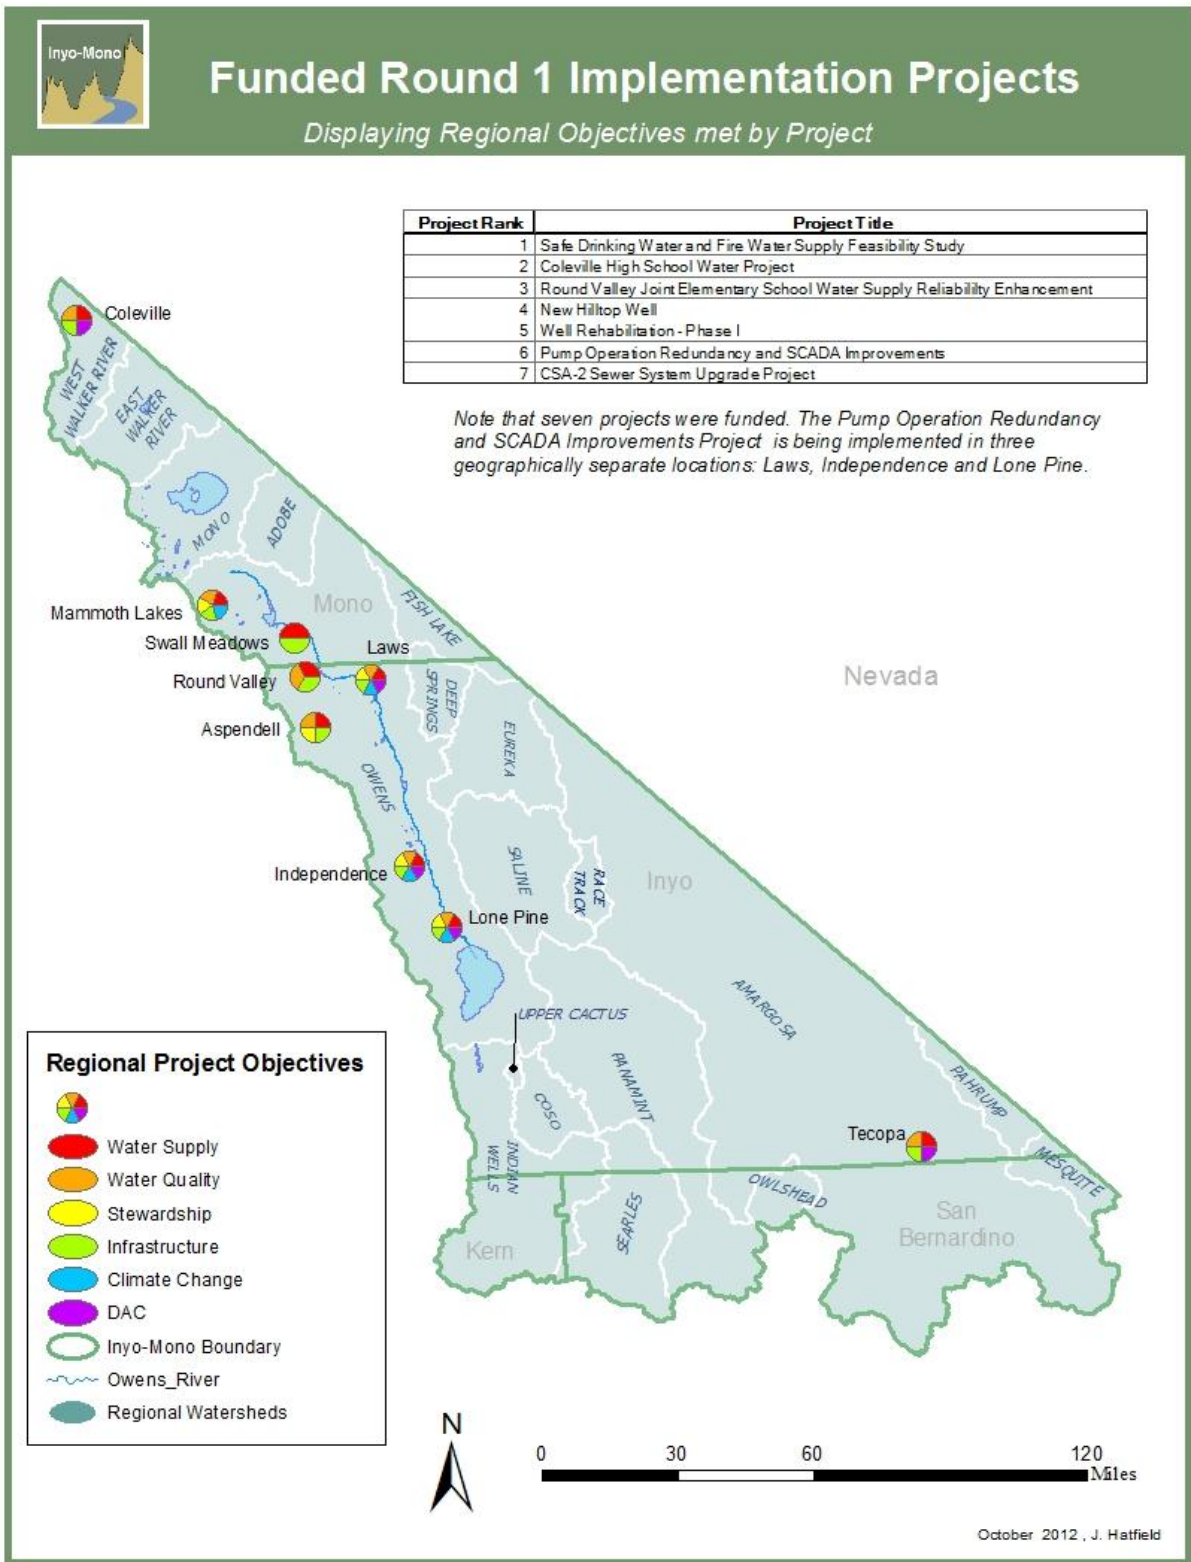 Inyo-Mono
Funded Round 1 Implementation Projects
Displaying Regional Objectives met by Project
Project Rank Project Title
1 Safe Drinking Water and Fire Water Supply Feasibility Study
2 Coleville High School Water Project
3 Round Valley Joint Elementary School Water Supply Reliability Enhancement
4 New Hilltop Well
5 Well Rehabilitation - Phase I
6 Pump Operation Redundancy and SCADA Improvements
7 CSA-2 Sewer System Upgrade Project
Note that seven projects were funded. The Pump Operation Redundancy
and SCADA Improvements Project is being implemented in three
geographically separate locations: Laws, Independence and Lone Pine.
Coleville
WEST
WALKER RIVER
EAST
WALKER
RIVER
MONO
ADOBE
Mammoth Lakes
Mono
FISH LAKE
Swall Meadows
Laws
Round Valley
Nevada
DEEP
SPRINGS
Aspendell
EUREKA
OWENS
Independence
SALINE
RACE
TRACK
Inyo
Lone Pine
AMARGOSA
UPPER CACTUS
PANAMINT
COSO
PAHRUMP
Tecopa
MESQUITE
INDIAN
WELLS
OWLSHEAD
SEARLES
San
Bernardino
Kern
Regional Project Objectives
Water Supply
Water Quality
Stewardship
Infrastructure
Climate Change
DAC
Inyo-Mono Boundary
Owens_River
Regional Watersheds
N
0 30 60 120
Miles
October 2012 , J. Hatfield